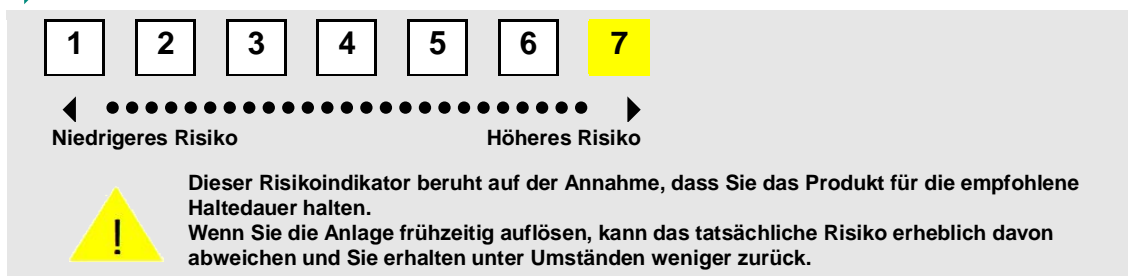 1 2 3 4 5 6 7
Niedrigeres Risiko Höheres Risiko
Dieser Risikoindikator beruht auf der Annahme, dass Sie das Produkt für die empfohlene
Haltedauer halten.
!
Wenn Sie die Anlage frühzeitig auflösen, kann das tatsächliche Risiko erheblich davon
abweichen und Sie erhalten unter Umständen weniger zurück.